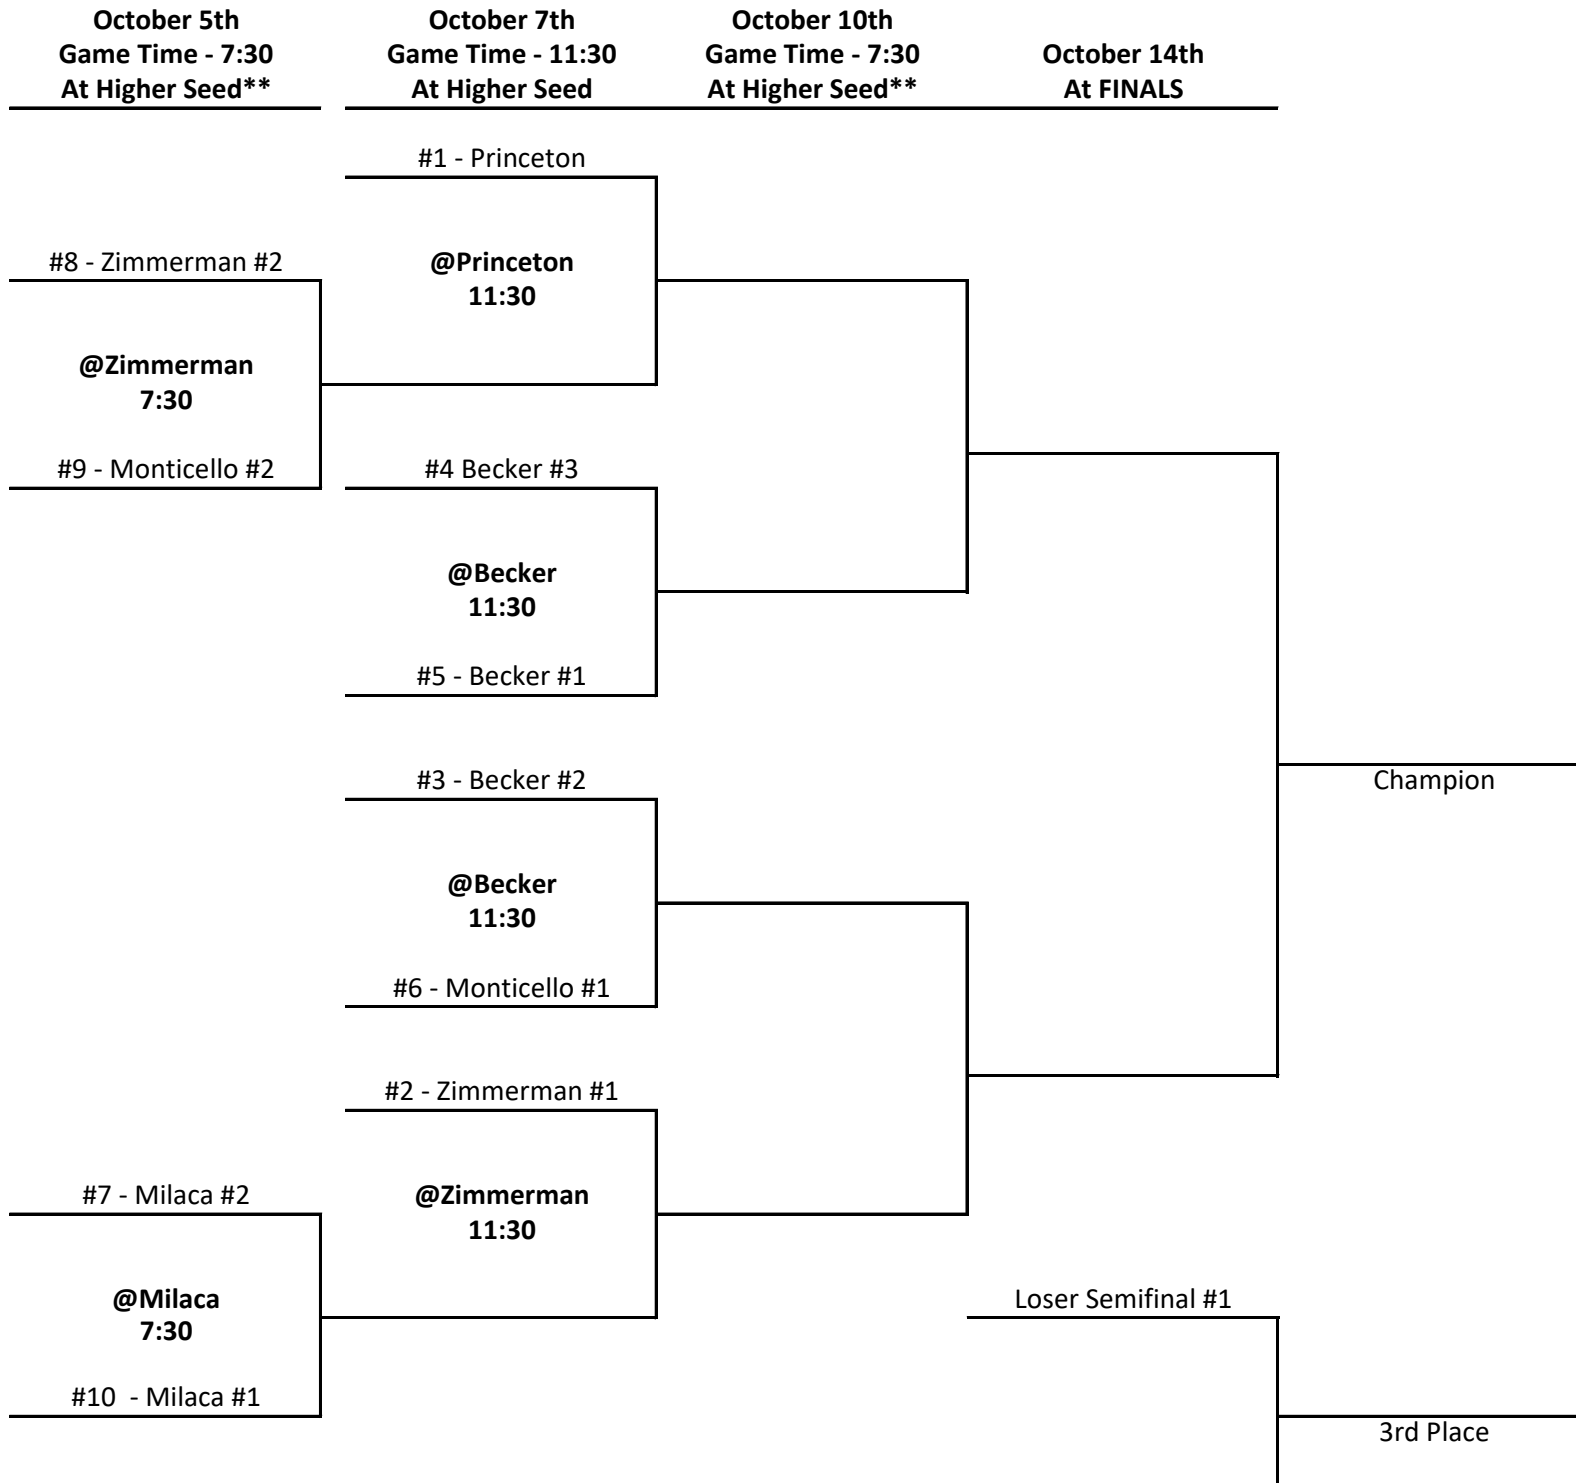 October 5th
Game Time - 7:30
At Higher Seed**
October 7th
Game Time - 11:30
At Higher Seed
October 10th
Game Time - 7:30
At Higher Seed**
October 14th
At FINALS
#1 - Princeton
#8 - Zimmerman #2
@Princeton
11:30
@Zimmerman
7:30
#9 - Monticello #2
#4 Becker #3
@Becker
11:30
#5 - Becker #1
#3 - Becker #2
Champion
@Becker
11:30
#6 - Monticello #1
#2 - Zimmerman #1
#7 - Milaca #2
@Zimmerman
11:30
@Milaca
7:30
Loser Semifinal #1
#10  - Milaca #1
3rd Place